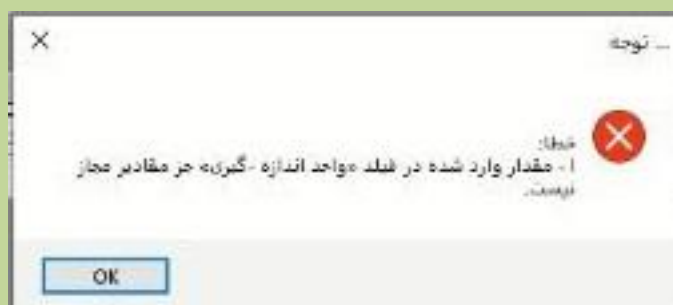 ... توجه
خطا:
۱ - مقدار وارد شده در فیلد «واحد اندازه -گیری» جز مقادیر مجاز
نیست.
OK